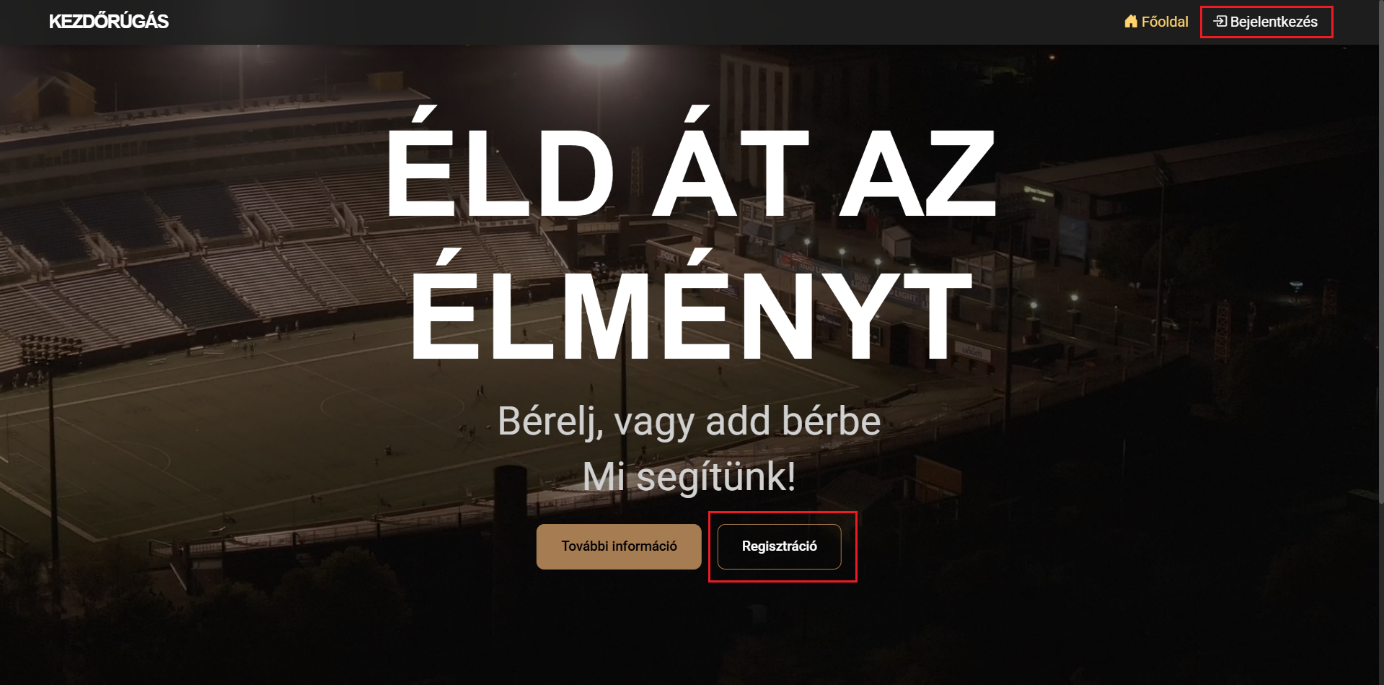 KEZDŐRÚGÁS
Főoldal
Bejelentkezés
ÉLD ÁT AZ
ÉLMÉNYT
Bérelj, vagy add bérbe
Mi segítünk!
További információ
Regisztráció